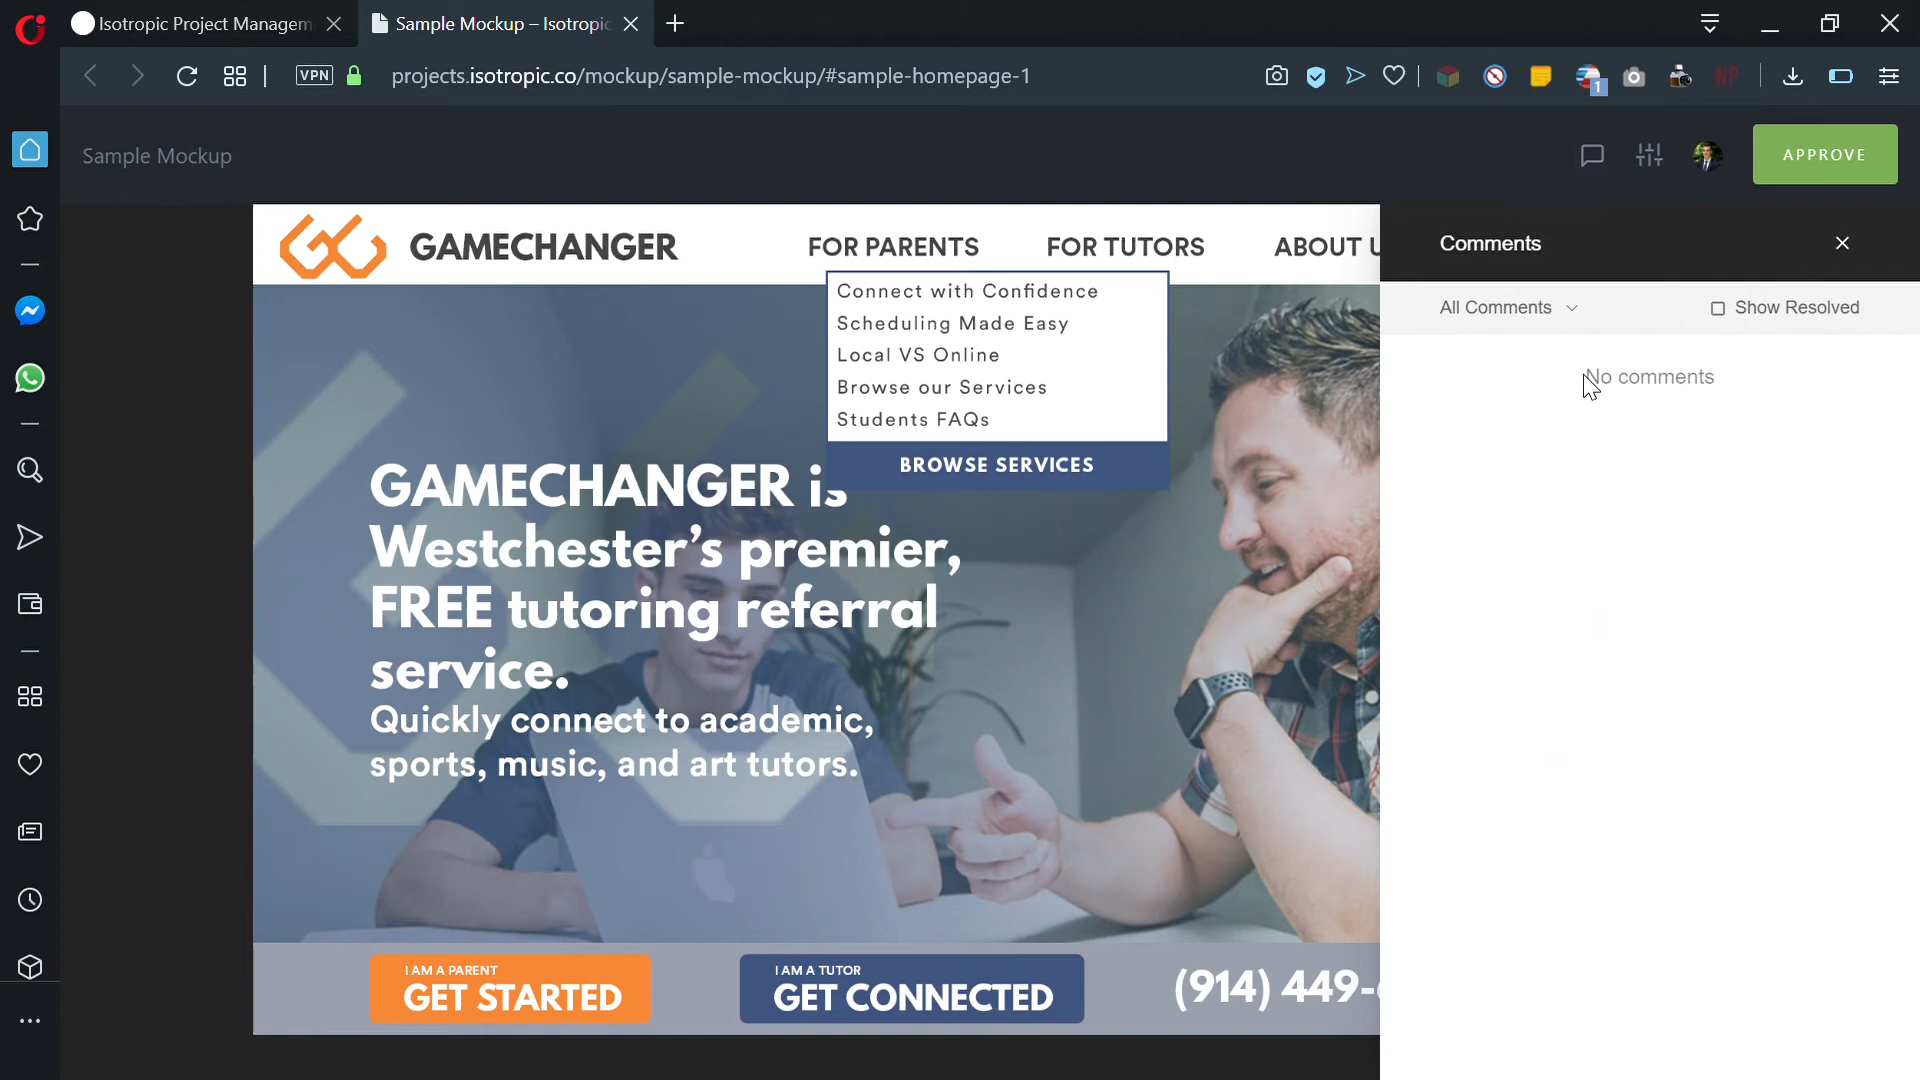 Isotropic Project Managem
Sample Mockup – Isotropic
VPN
projects.isotropic.co/mockup/sample-mockup/#sample-homepage-1
1
NP
Sample Mockup
APPROVE
GAMECHANGER
FOR PARENTS
FOR TUTORS
ABOUT U
Connect with Confidence
Scheduling Made Easy
Local VS Online
Browse our Services
Students FAQs
BROWSE SERVICES
GAMECHANGER is
Westchester's premier,
FREE tutoring referral
service.
Quickly connect to academic,
sports, music, and art tutors.
I AM A PARENT
GET STARTED
I AM A TUTOR
GET CONNECTED
(914) 449-
Comments
All Comments
Show Resolved
No comments